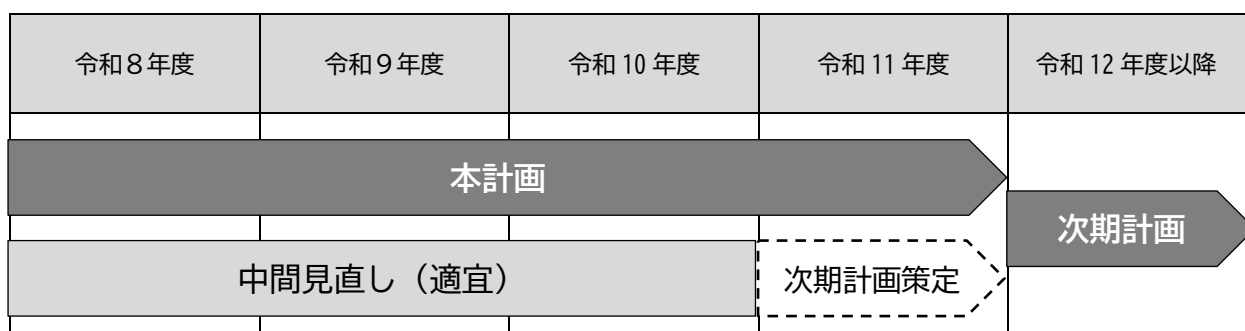 令和８年度
令和９年度
令和 10 年度
令和 11 年度
令和 12 年度以降
本計画
次期計画
中間見直し（適宜）
次期計画策定